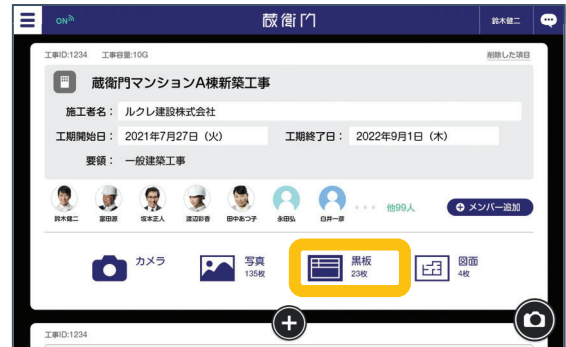 ON
蔵衛門
鈴木健二
工事ID:1234 工事容量:10G 削除した項目
蔵衛門マンションA棟新築工事
施工者名： ルクレ建設株式会社
工期開始日： 2021年7月27日（火） 工期終了日： 2022年9月1日（木）
要領： 一般建築工事
鈴木健二 冨田源 坂本正人 渡辺彩香 田中あつ子 永田弘 白井一彦 他99人 メンバー追加
カメラ 写真 135枚 黒板 23枚 図面 4枚
工事ID:1234